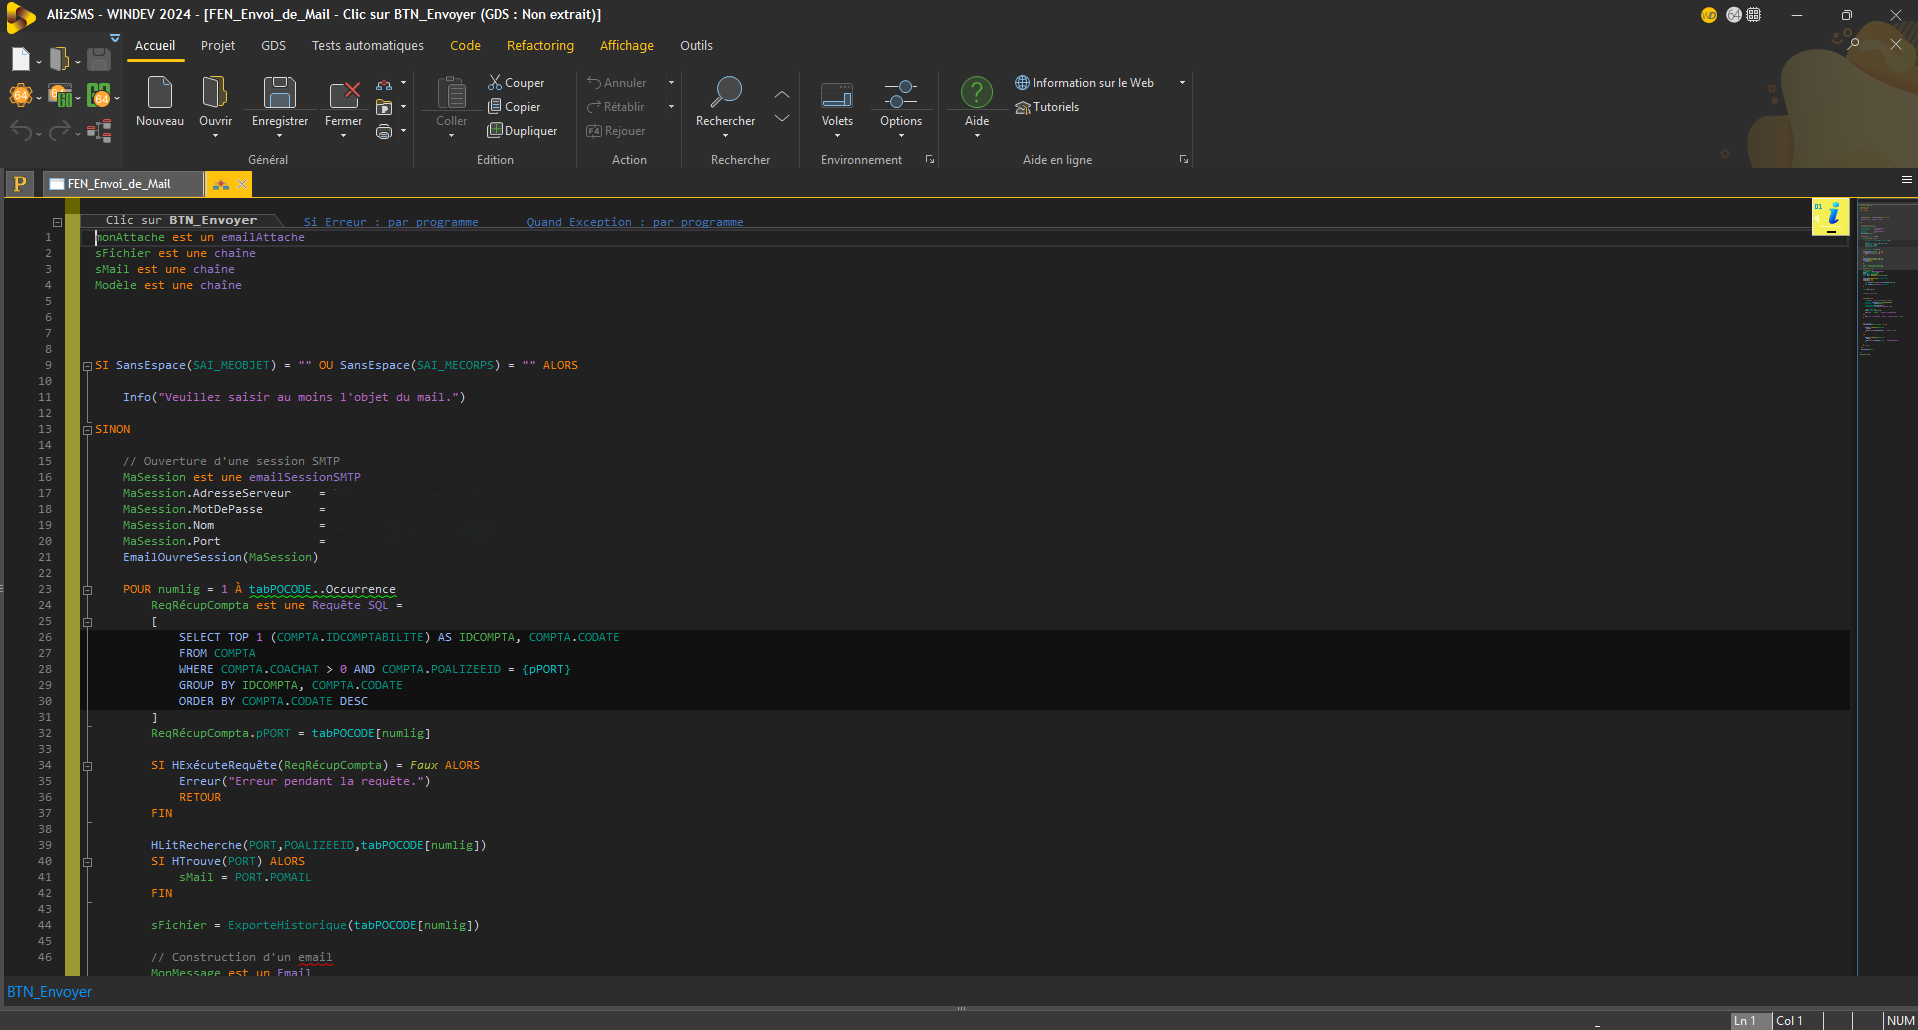 AlizSMS - WINDEV 2024 - [FEN_Envoi_de_Mail - Clic sur BTN_Envoyer (GDS : Non extrait)]
WD 64
Accueil Projet GDS Tests automatiques Code Refactoring Affichage Outils
Couper Annuler Information sur le Web
Copier Rétablir Tutoriels
Nouveau Ouvrir Enregistrer Fermer Coller Rechercher Volets Options Aide
Dupliquer F4 Rejouer
Général Edition Action Rechercher Environnement Aide en ligne
P FEN_Envoi_de_Mail
Clic sur BTN_Envoyer Si Erreur : par programme Quand Exception : par programme
01 i
1 monAttache est un emailAttache
2 sFichier est une chaîne
3 sMail est une chaîne
4 Modèle est une chaîne
5
6
7
8
9 SI SansEspace(SAI_MEOBJET) = "" OU SansEspace(SAI_MECORPS) = "" ALORS
10
11 Info("Veuillez saisir au moins l'objet du mail.")
12
13 SINON
14
15 // Ouverture d'une session SMTP
16 MaSession est une emailSessionSMTP
17 MaSession.AdresseServeur =
18 MaSession.MotDePasse =
19 MaSession.Nom =
20 MaSession.Port =
21 EmailOuvreSession(MaSession)
22
23 POUR numlig = 1 À tabPOCODE..Occurrence
24 ReqRécupCompta est une Requête SQL =
25 [
26 SELECT TOP 1 (COMPTA.IDCOMPTABILITE) AS IDCOMPTA, COMPTA.CODATE
27 FROM COMPTA
28 WHERE COMPTA.COACHAT > 0 AND COMPTA.POALIZEEID = {pPORT}
29 GROUP BY IDCOMPTA, COMPTA.CODATE
30 ORDER BY COMPTA.CODATE DESC
31 ]
32 ReqRécupCompta.pPORT = tabPOCODE[numlig]
33
34 SI HExécuteRequête(ReqRécupCompta) = Faux ALORS
35 Erreur("Erreur pendant la requête.")
36 RETOUR
37 FIN
38
39 HLitRecherche(PORT,POALIZEEID,tabPOCODE[numlig])
40 SI HTrouve(PORT) ALORS
41 sMail = PORT.POMAIL
42 FIN
43
44 sFichier = ExporteHistorique(tabPOCODE[numlig])
45
46 // Construction d'un email
MonMessage est un Email
BTN_Envoyer
Ln 1 Col 1 NUM